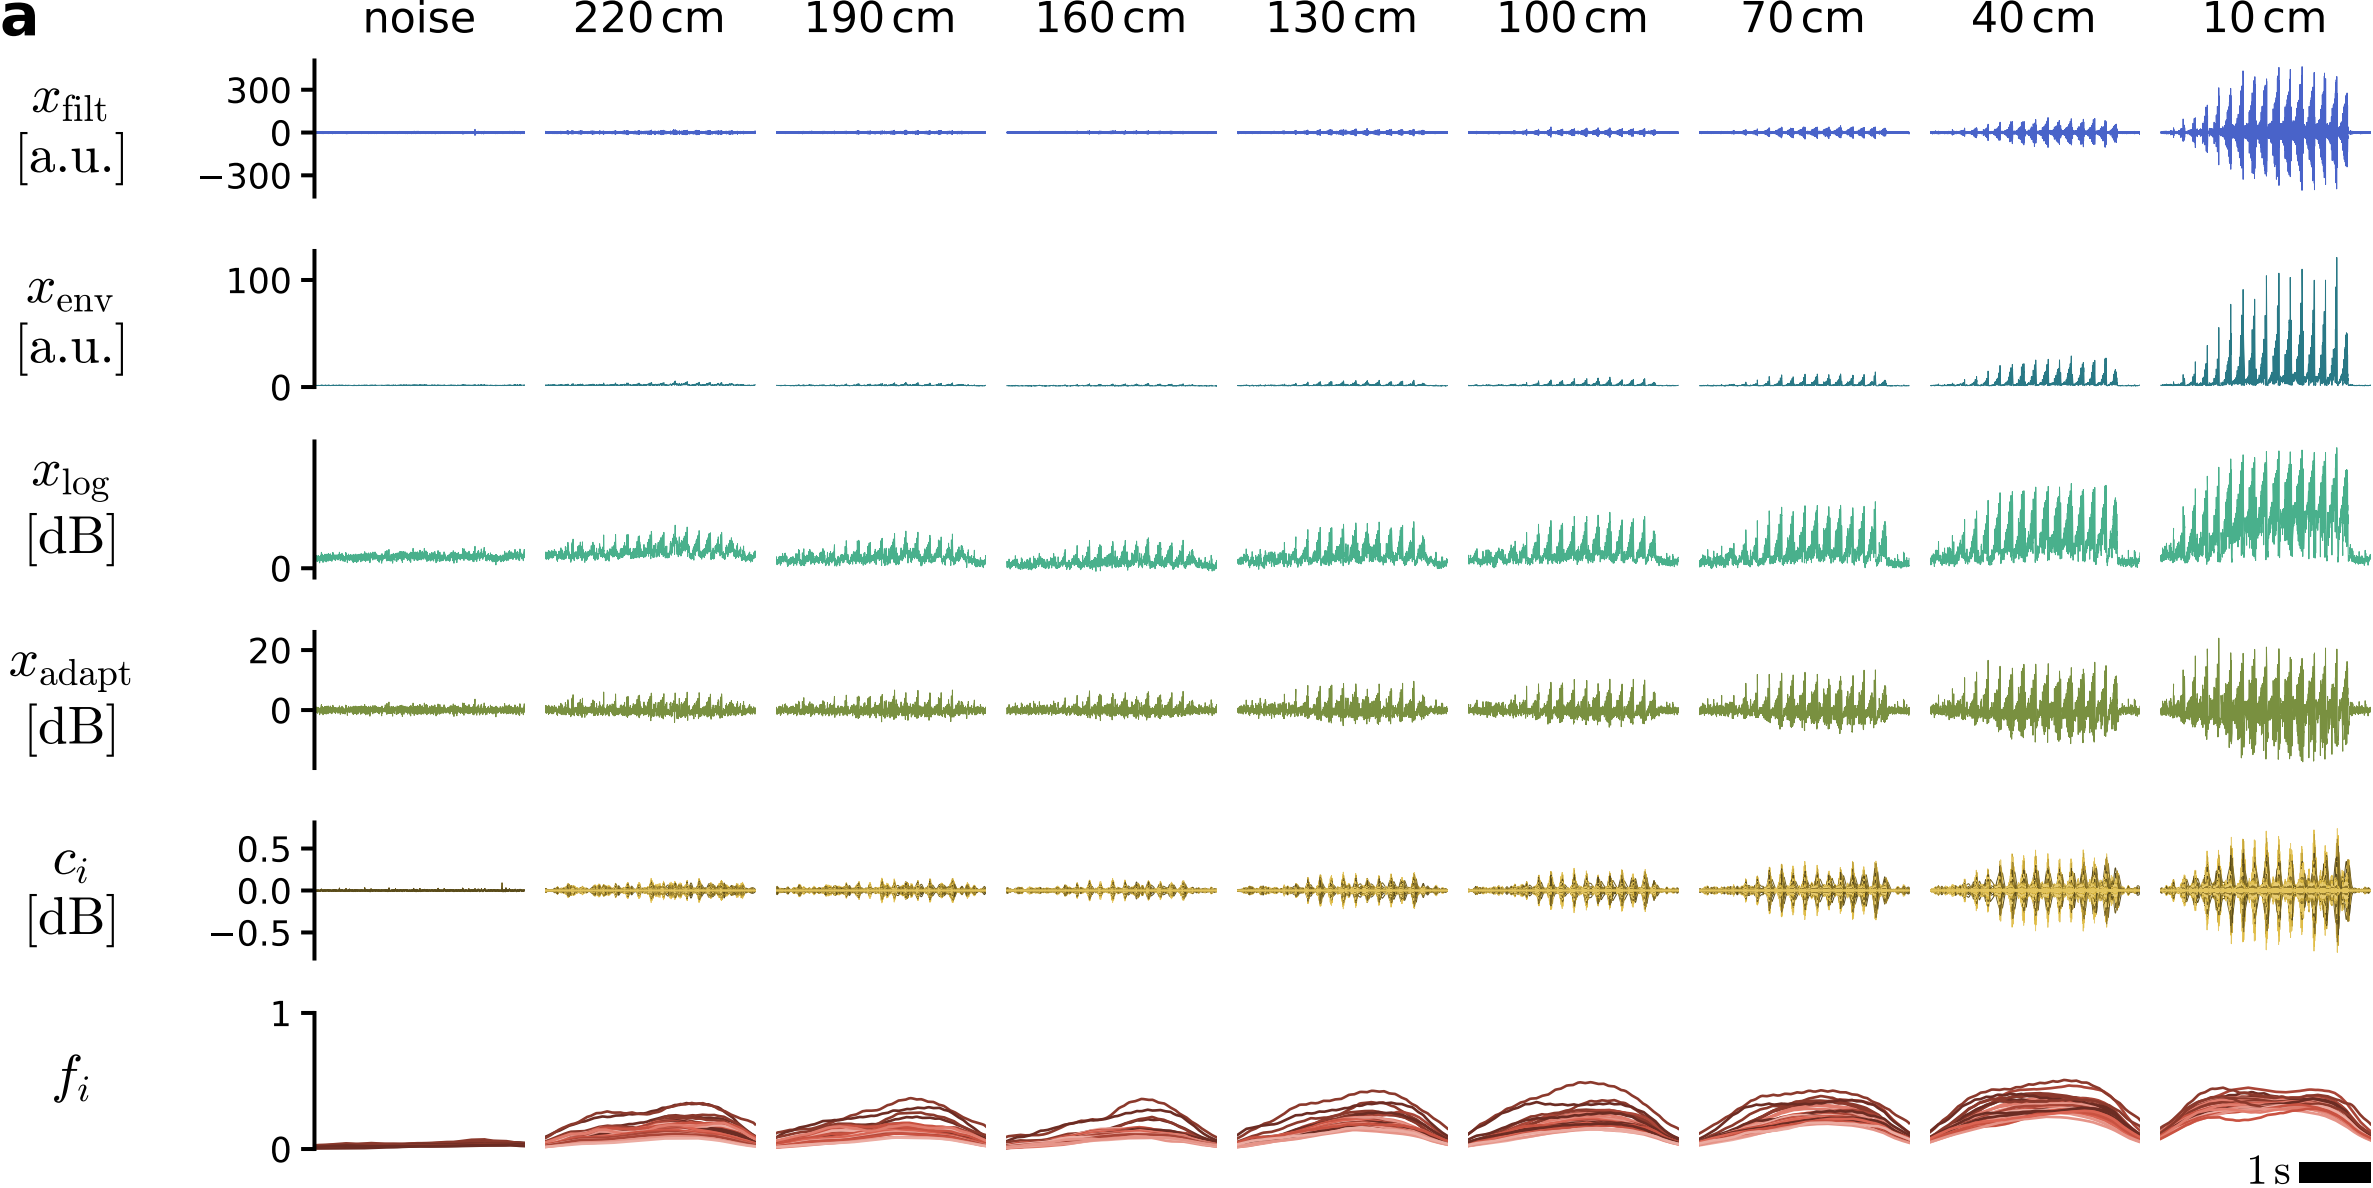 a
noise 220 cm 190 cm 160 cm 130 cm 100 cm 70 cm 40 cm 10 cm
x_filt
[a.u.]
300
0
−300
x_env
[a.u.]
100
0
x_log
[dB]
0
x_adapt
[dB]
20
0
c_i
[dB]
0.5
0.0
−0.5
f_i
1
0
1 s